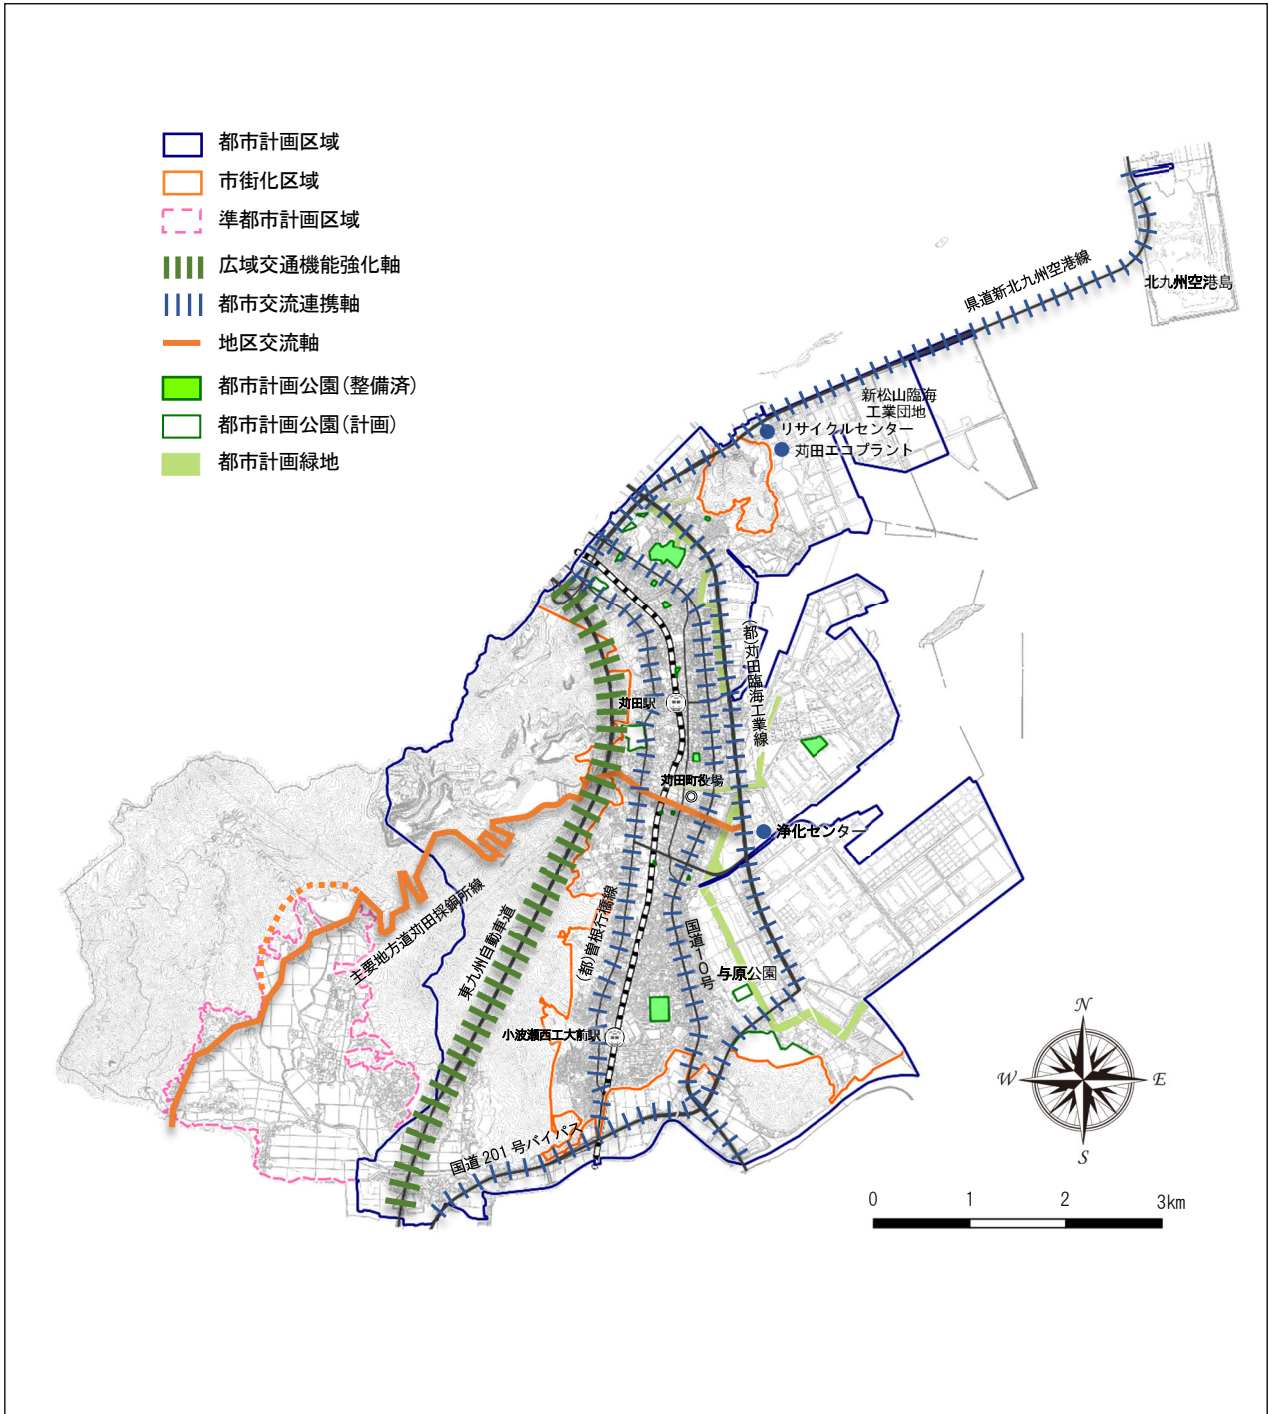 都市計画区域
市街化区域
準都市計画区域
広域交通機能強化軸
都市交流連携軸
地区交流軸
都市計画公園(整備済)
都市計画公園(計画)
都市計画緑地
県道新北九州空港線
北九州空港島
新松山臨海
工業団地
リサイクルセンター
苅田エコプラント
(都)苅田臨海工業線
苅田駅
苅田町役場
浄化センター
主要地方道苅田採銅所線
東九州自動車道
(都)曽根行橋線
国道10号
与原公園
小波瀬西工大前駅
国道201号バイパス
N
W
E
S
0 1 2 3km